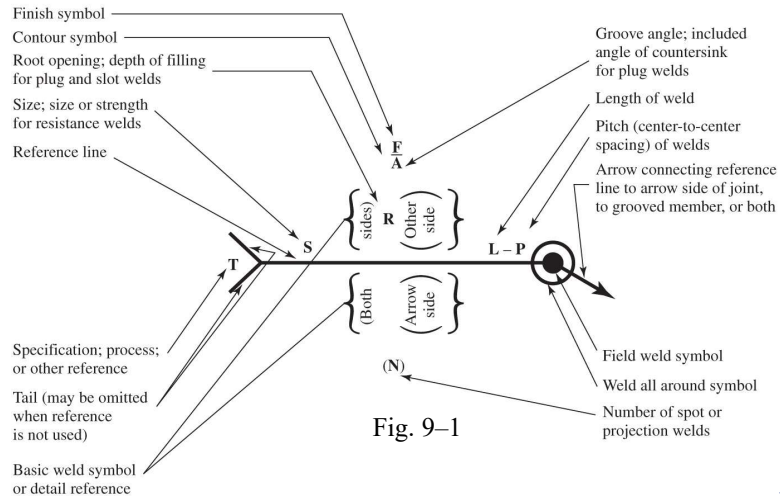 Finish symbol
Contour symbol
Root opening; depth of filling
for plug and slot welds
Size; size or strength
for resistance welds
Reference line
Groove angle; included
angle of countersink
for plug welds
Length of weld
Pitch (center-to-center
spacing) of welds
Arrow connecting reference
line to arrow side of joint,
to grooved member, or both
F
A
sides)
R
(Other
side)
S
L – P
T
(Both
(Arrow
side)
(N)
Specification; process;
or other reference
Tail (may be omitted
when reference
is not used)
Basic weld symbol
or detail reference
Field weld symbol
Weld all around symbol
Number of spot or
projection welds
Fig. 9–1